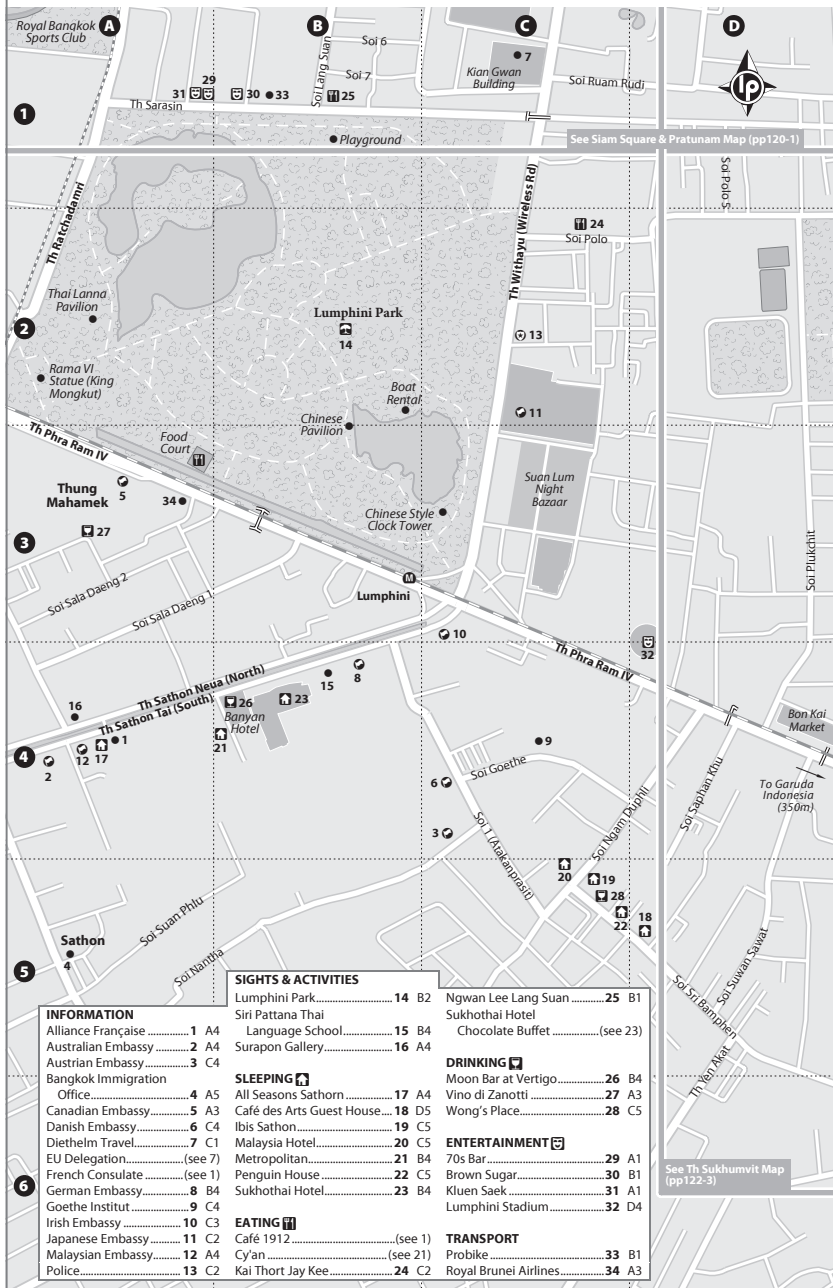 A
B
C
D
Royal Bangkok
Sports Club
Soi 6
Soi 7
Soi Lang Suan
7
Kian Gwan
Building
Soi Ruam Rudi
lp
29
31
30
33
25
Th Sarasin
1
Playground
See Siam Square & Pratunam Map (pp120-1)
Soi Polo 5
Th Ratchadamri
Th Withayu (Wireless Rd)
24
Soi Polo
Thai Lanna
Pavilion
Lumphini Park
14
2
13
Rama VI
Statue (King
Mongkut)
Boat
Rental
Chinese
Pavilion
11
Th Phra Ram IV
Food
Court
Thung
Mahamek
5
34
Suan Lum
Night
Bazaar
27
Chinese Style
Clock Tower
3
Soi Plukchit
Soi Sala Daeng 2
Soi Sala Daeng 1
M
Lumphini
10
Th Phra Ram IV
32
Th Sathon Neua (North)
Th Sathon Tai (South)
8
15
16
26
23
Banyan
Hotel
21
Bon Kai
Market
1
9
4
12
17
2
Soi Goethe
6
Soi Saphan Khu
To Garuda
Indonesia
(350m)
Soi Ngam Duphli
3
Soi 1 (Atakanprasit)
20
19
28
22
18
Soi Suan Phlu
Sathon
4
5
Soi Nantha
Soi Suwan Sawat
Soi Sri Bamphen
Th Yen Akat
See Th Sukhumvit Map
(pp122-3)
6
INFORMATION
Alliance Française ..............1 A4
Australian Embassy ..............2 A4
Austrian Embassy ..............3 C4
Bangkok Immigration
Office ..............4 A5
Canadian Embassy ..............5 A3
Danish Embassy ..............6 C4
Diethelm Travel ..............7 C1
EU Delegation ..............(see 7)
French Consulate ..............(see 1)
German Embassy ..............8 B4
Goethe Institut ..............9 C4
Irish Embassy ..............10 C3
Japanese Embassy ..............11 C2
Malaysian Embassy ..............12 A4
Police ..............13 C2
SIGHTS & ACTIVITIES
Lumphini Park ..............14 B2
Siri Pattana Thai
Language School ..............15 B4
Surapon Gallery ..............16 A4
SLEEPING
All Seasons Sathorn ..............17 A4
Café des Arts Guest House ....18 D5
Ibis Sathon ..............19 C5
Malaysia Hotel ..............20 C5
Metropolitan ..............21 B4
Penguin House ..............22 C5
Sukhothai Hotel ..............23 B4
EATING
Café 1912 ..............(see 1)
Cy'an ..............(see 21)
Kai Thort Jay Kee ..............24 C2
Ngwan Lee Lang Suan ..............25 B1
Sukhothai Hotel
Chocolate Buffet ..............(see 23)
DRINKING
Moon Bar at Vertigo ..............26 B4
Vino di Zanotti ..............27 A3
Wong's Place ..............28 C5
ENTERTAINMENT
70s Bar ..............29 A1
Brown Sugar ..............30 B1
Kluen Saek ..............31 A1
Lumphini Stadium ..............32 D4
TRANSPORT
Probike ..............33 B1
Royal Brunei Airlines ..............34 A3